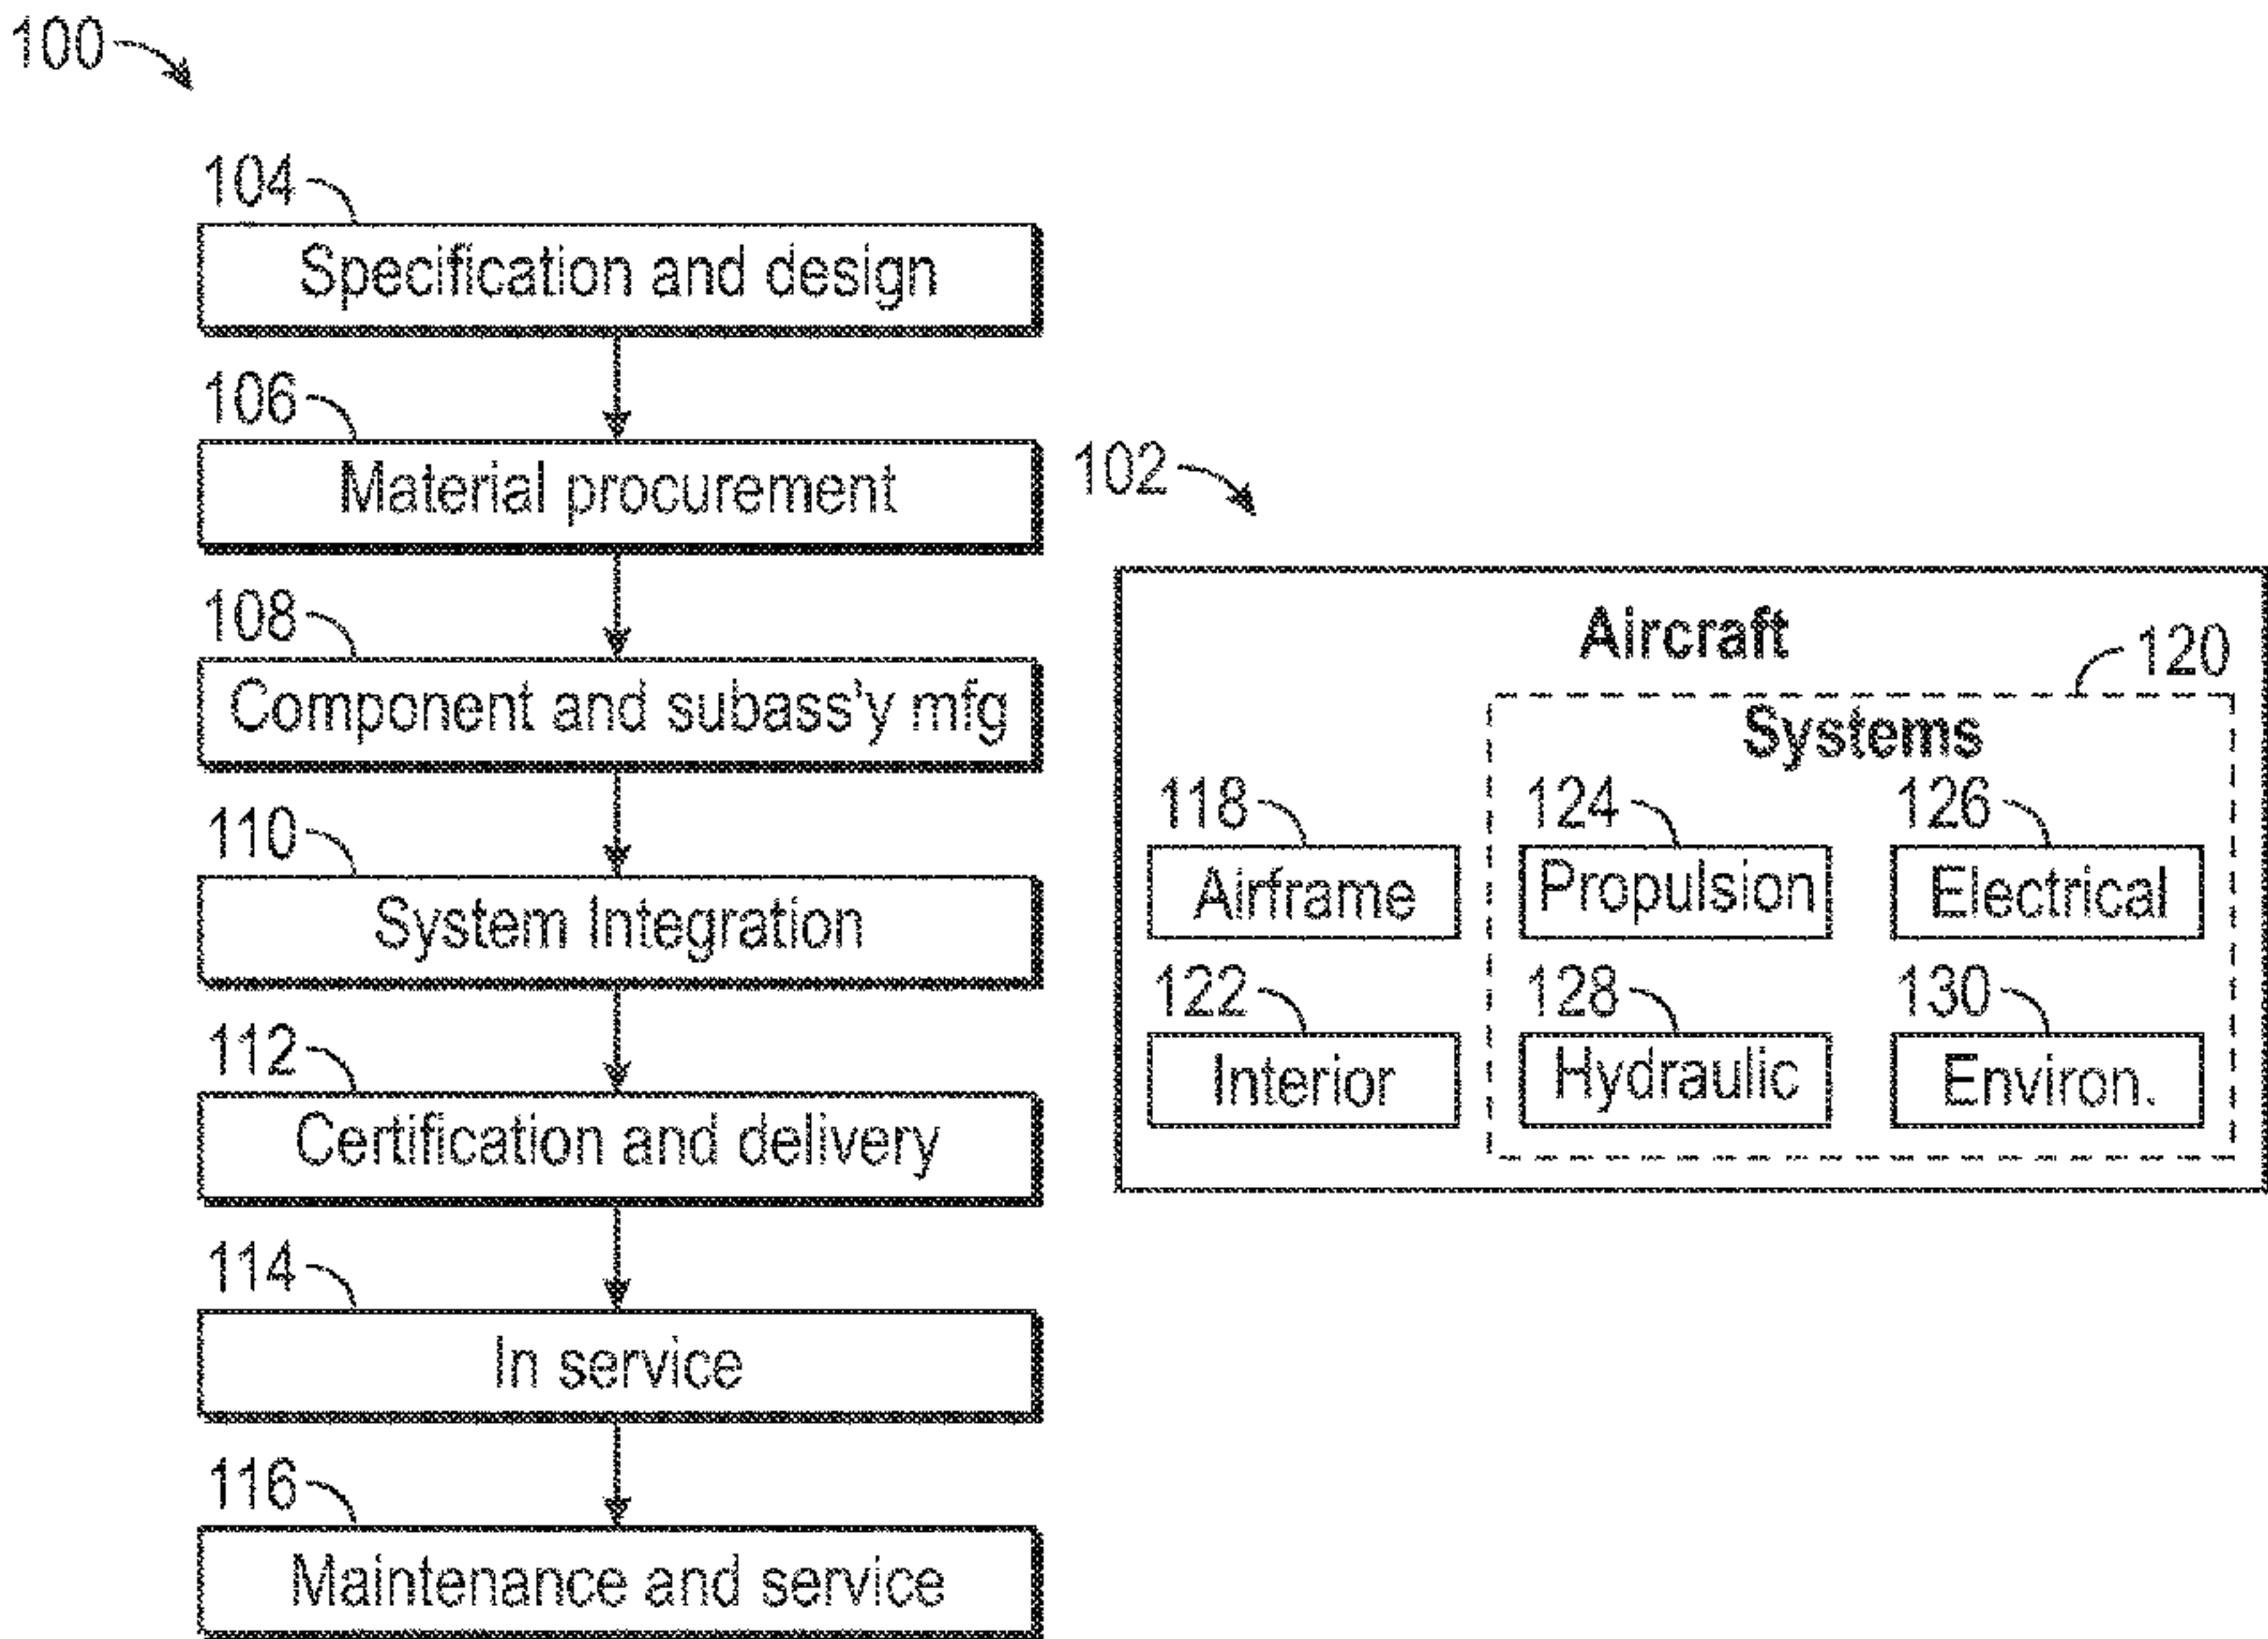 100
104
Specification and design
106
Material procurement
108
Component and subass'y mfg
110
System Integration
112
Certification and delivery
114
In service
116
Maintenance and service
102
Aircraft
120
Systems
118
124
126
Airframe
Propulsion
Electrical
122
128
130
Interior
Hydraulic
Environ.